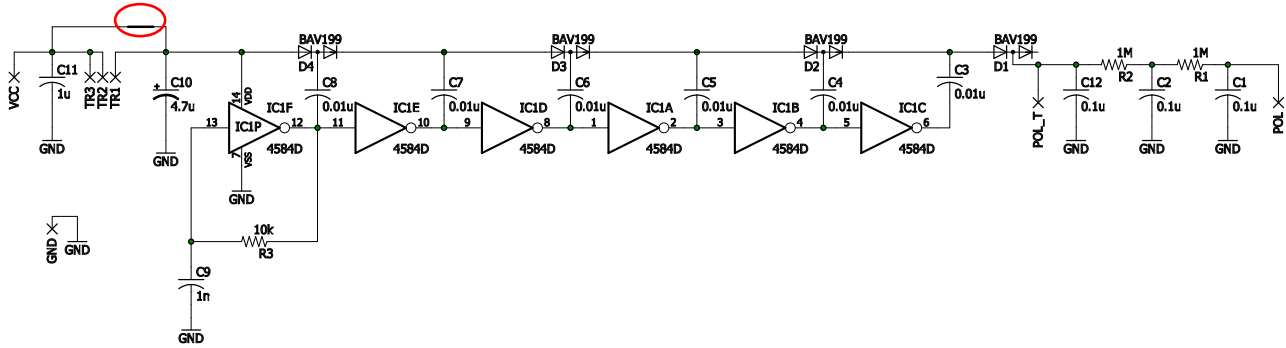 BAV199
D4
BAV199
D3
BAV199
D2
BAV199
D1
C11
1u
VCC
TR3
TR2
TR1
C10
+
4.7u
GND
GND
14
VDD
IC1F
IC1P
13
12
7
VSS
4584D
GND
C8
0.01u
IC1E
11
10
4584D
C7
0.01u
IC1D
9
8
4584D
C6
0.01u
IC1A
1
2
4584D
C5
0.01u
IC1B
3
4
4584D
C4
0.01u
IC1C
5
6
4584D
C3
0.01u
POL_T
C12
0.1u
GND
1M
R2
C2
0.1u
GND
1M
R1
C1
0.1u
GND
POL
GND
GND
10k
R3
C9
1n
GND